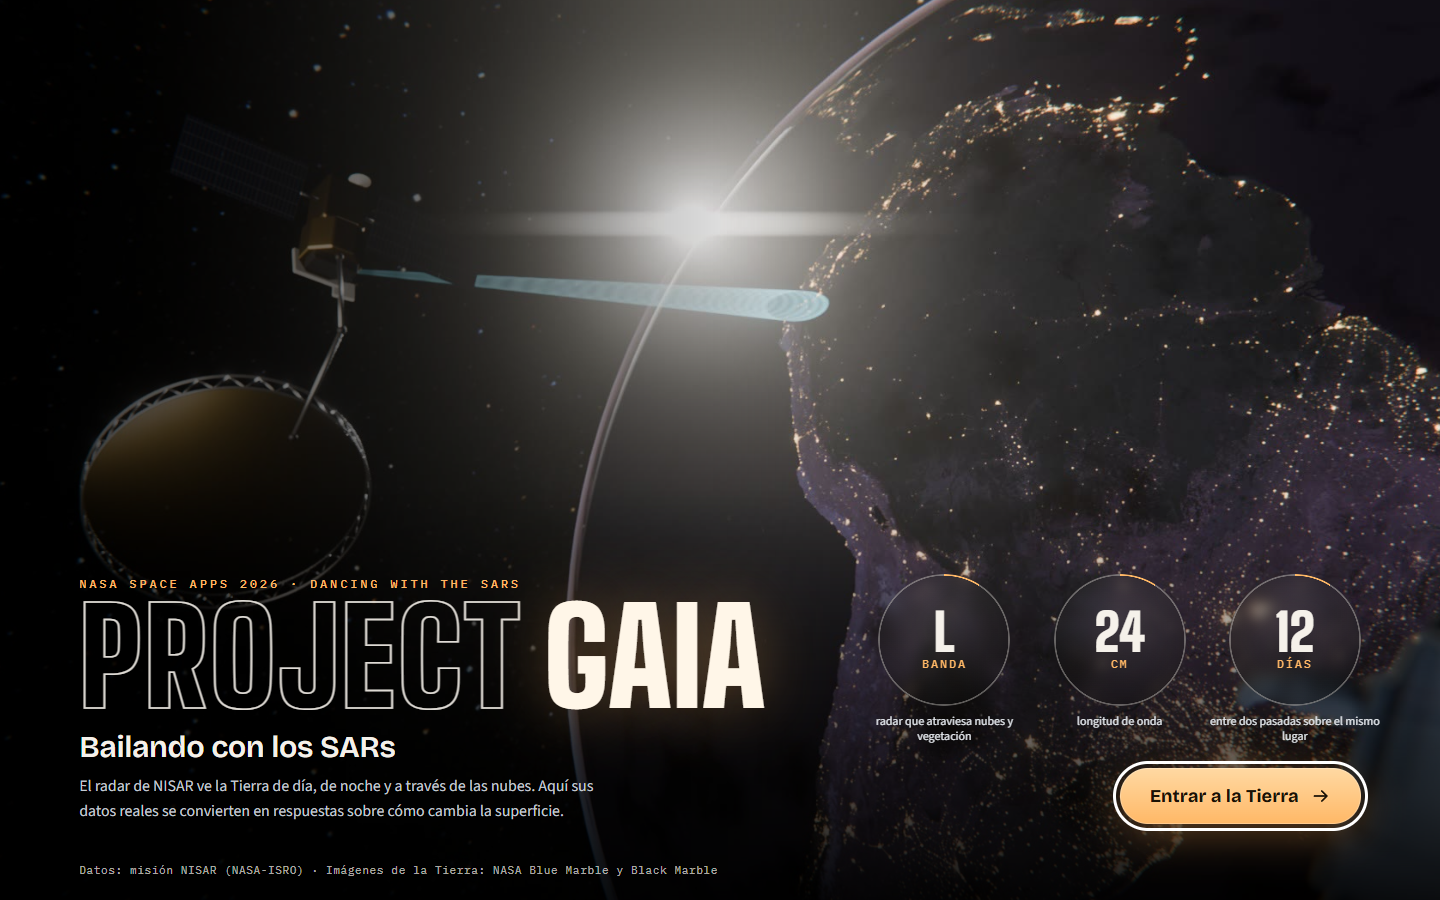 NASA SPACE APPS 2026 · DANCING WITH THE SARS
PROJECT GAIA
Bailando con los SARs
El radar de NISAR ve la Tierra de día, de noche y a través de las nubes. Aquí sus
datos reales se convierten en respuestas sobre cómo cambia la superficie.
L
BANDA
radar que atraviesa nubes y
vegetación
24
CM
longitud de onda
12
DÍAS
entre dos pasadas sobre el mismo
lugar
Entrar a la Tierra →
Datos: misión NISAR (NASA-ISRO) · Imágenes de la Tierra: NASA Blue Marble y Black Marble